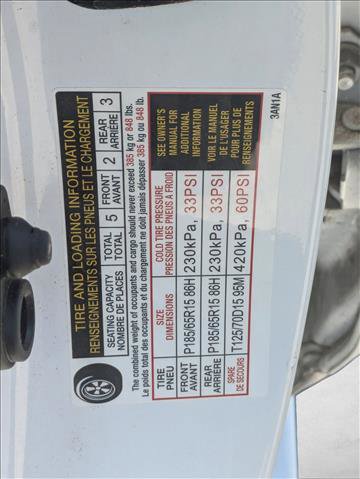 TIRE AND LOADING INFORMATION
RENSEIGNEMENTS SUR LES PNEUS ET LE CHARGEMENT
SEATING CAPACITY TOTAL 5 FRONT 2 REAR 3
NOMBRE DE PLACES TOTAL AVANT ARRIÈRE
The combined weight of occupants and cargo should never exceed 385 kg or 848 lbs.
Le poids total des occupants et du chargement ne doit jamais dépasser 385 kg ou 848 lb.
TIRE SIZE COLD TIRE PRESSURE
PNEU DIMENSIONS PRESSION DES PNEUS À FROID
FRONT P185/65R15 86H 230kPa, 33PSI
AVANT
REAR P185/65R15 86H 230kPa, 33PSI
ARRIÈRE
SPARE T125/70D15 95M 420kPa, 60PSI
DE SECOURS
SEE OWNER'S
MANUAL FOR
ADDITIONAL
INFORMATION
VOIR LE MANUEL
DE L'USAGER
POUR PLUS DE
RENSEIGNEMENTS
3AN1A